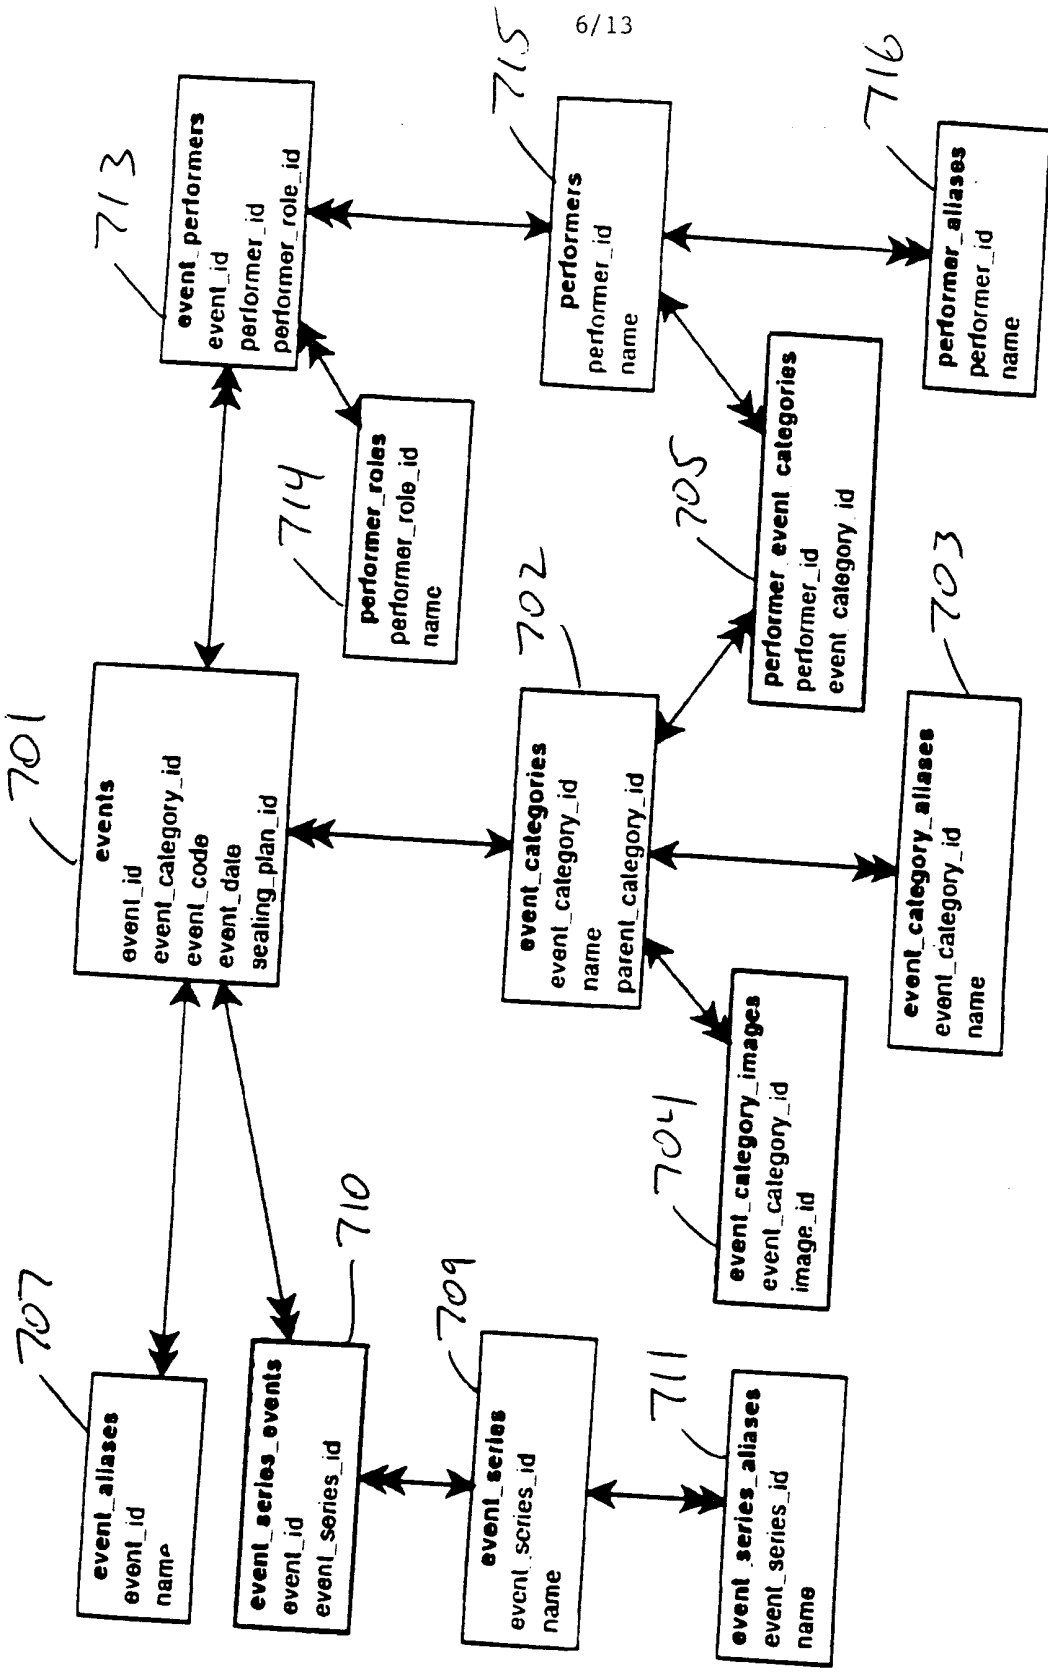 6/13
707
event_aliases
event_id
name
710
event_series_events
event_id
event_series_id
709
event_series
event_series_id
name
711
event_series_aliases
event_series_id
name
701
events
event_id
event_category_id
event_code
event_date
seating_plan_id
702
event_categories
event_category_id
name
parent_category_id
704
event_category_images
event_category_id
image_id
703
event_category_aliases
event_category_id
name
713
event_performers
event_id
performer_id
performer_role_id
714
performer_roles
performer_role_id
name
715
performers
performer_id
name
705
performer_event_categories
performer_id
event_category_id
716
performer_aliases
performer_id
name